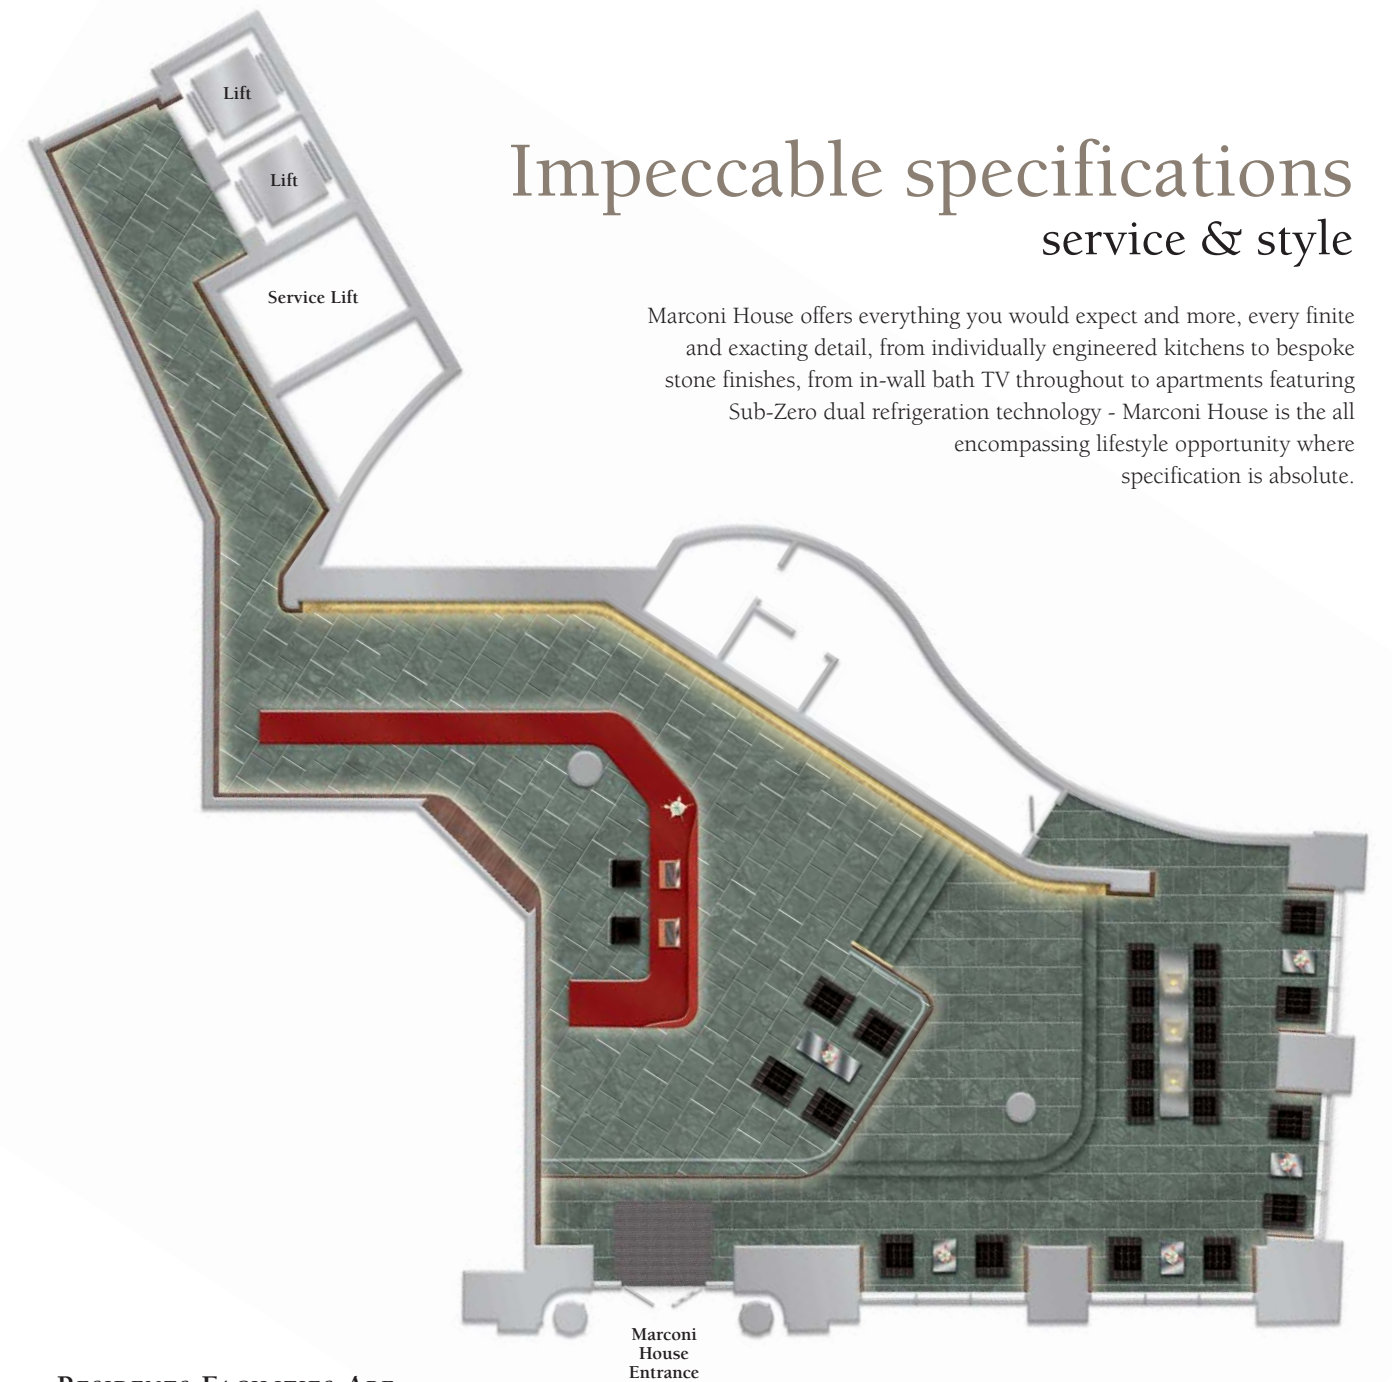 Lift
Lift
Service Lift
Impeccable specifications
service & style
Marconi House offers everything you would expect and more, every finite
and exacting detail, from individually engineered kitchens to bespoke
stone finishes, from in-wall bath TV throughout to apartments featuring
Sub-Zero dual refrigeration technology - Marconi House is the all
encompassing lifestyle opportunity where
specification is absolute.
Marconi
House
Entrance